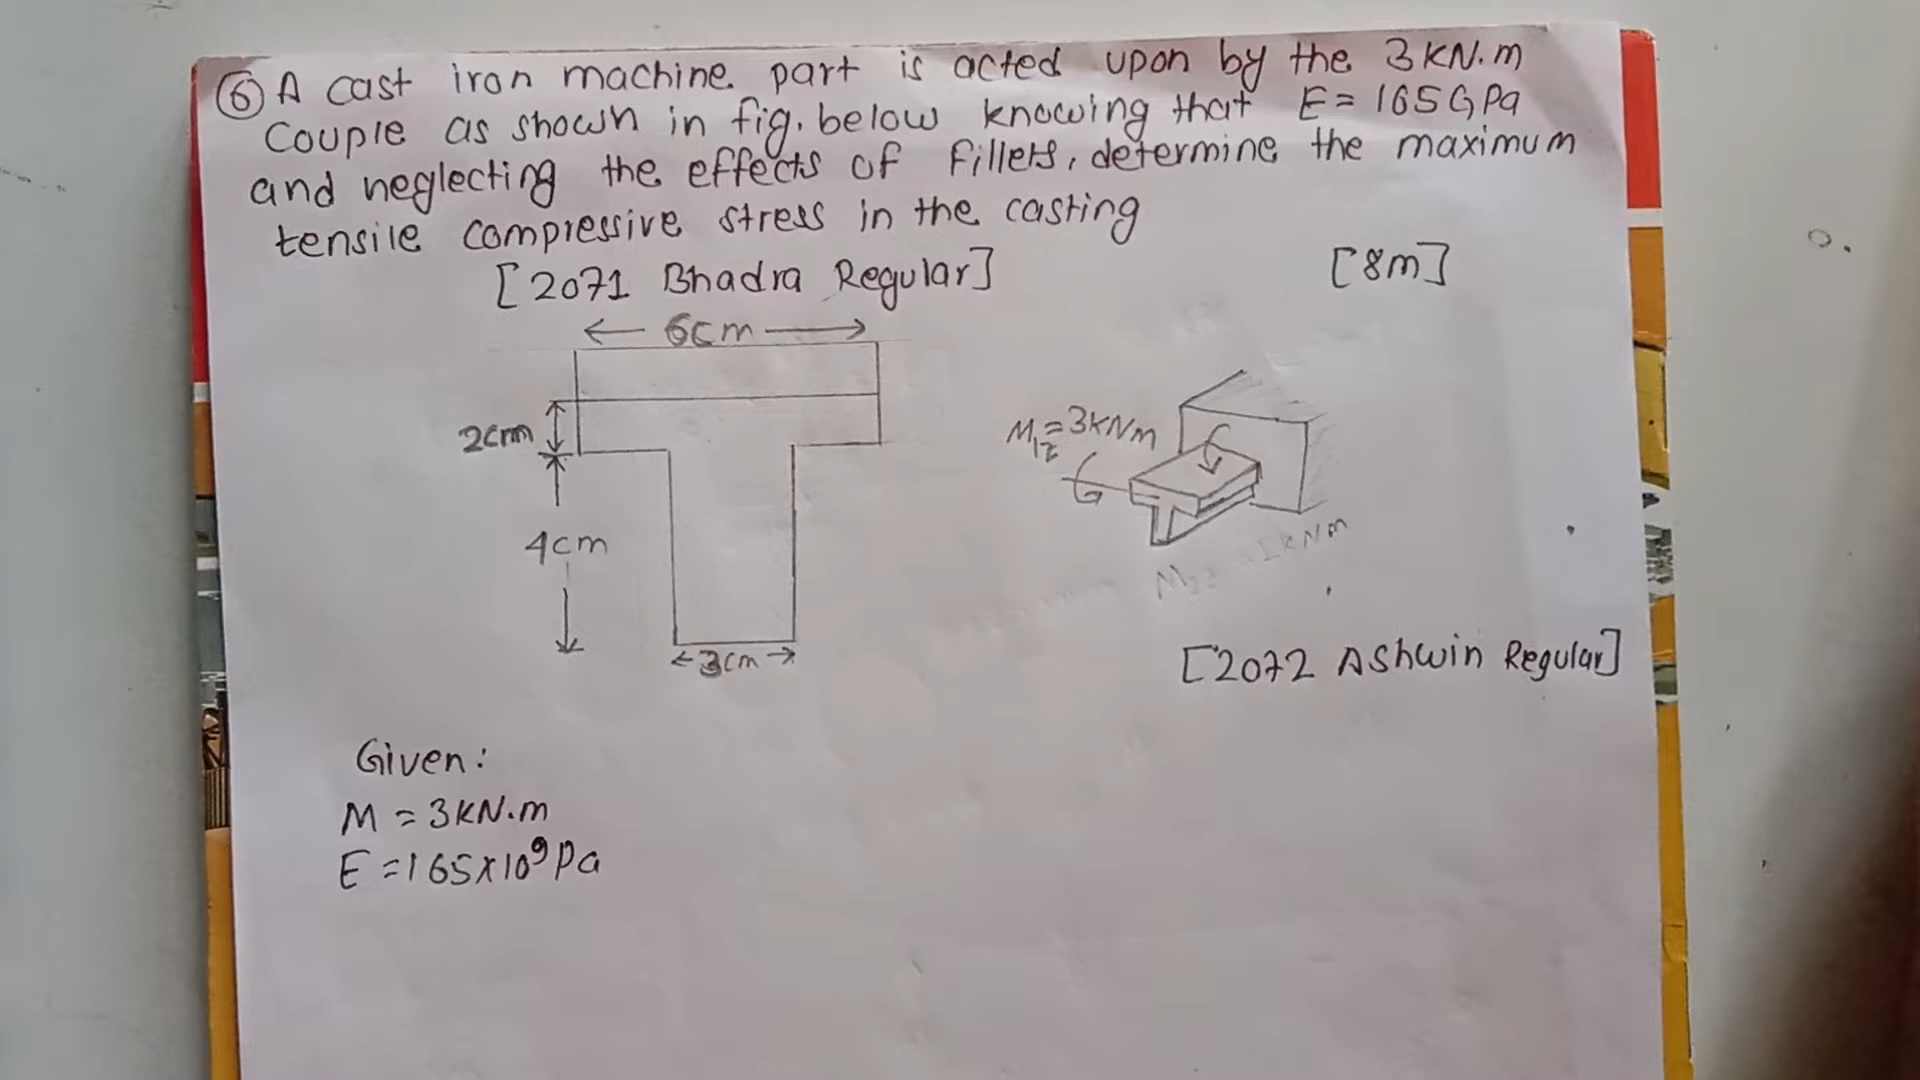 ⑥ A cast iron machine part is acted upon by the 3KN.m
Couple as shown in fig. below knowing that E = 165GPa
and neglecting the effects of fillets, determine the maximum
tensile compressive stress in the casting
[2071 Bhadra Regular] [8m]
6cm
2cm
4cm
3cm
M = 3KNm
[2072 Ashwin Regular]
Given:
M = 3KN.m
E = 165×10⁹ Pa